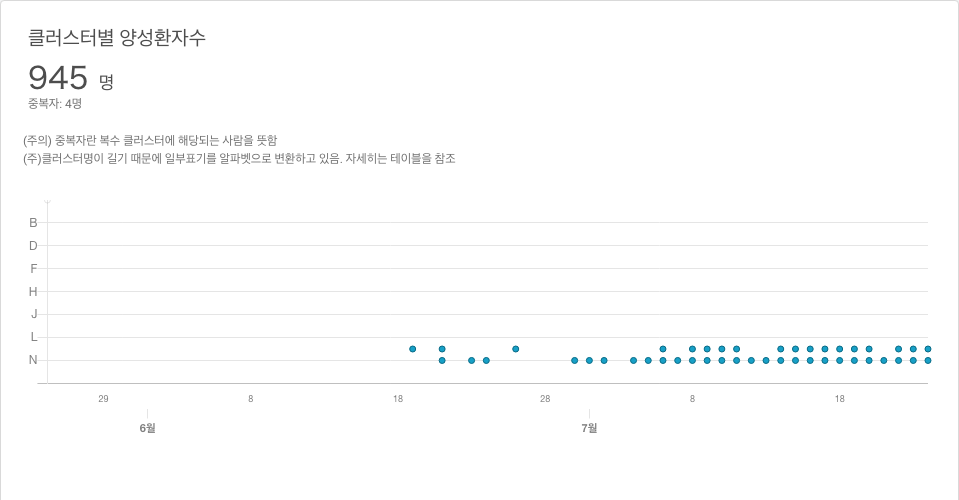 클러스터별 양성환자수
945 명
중복자: 4명
(주의) 중복자란 복수 클러스터에 해당되는 사람을 뜻함
(주)클러스터명이 길기 때문에 일부표기를 알파벳으로 변환하고 있음. 자세히는 테이블을 참조
B
D
F
H
J
L
N
29 8 18 28 8 18
6월 7월